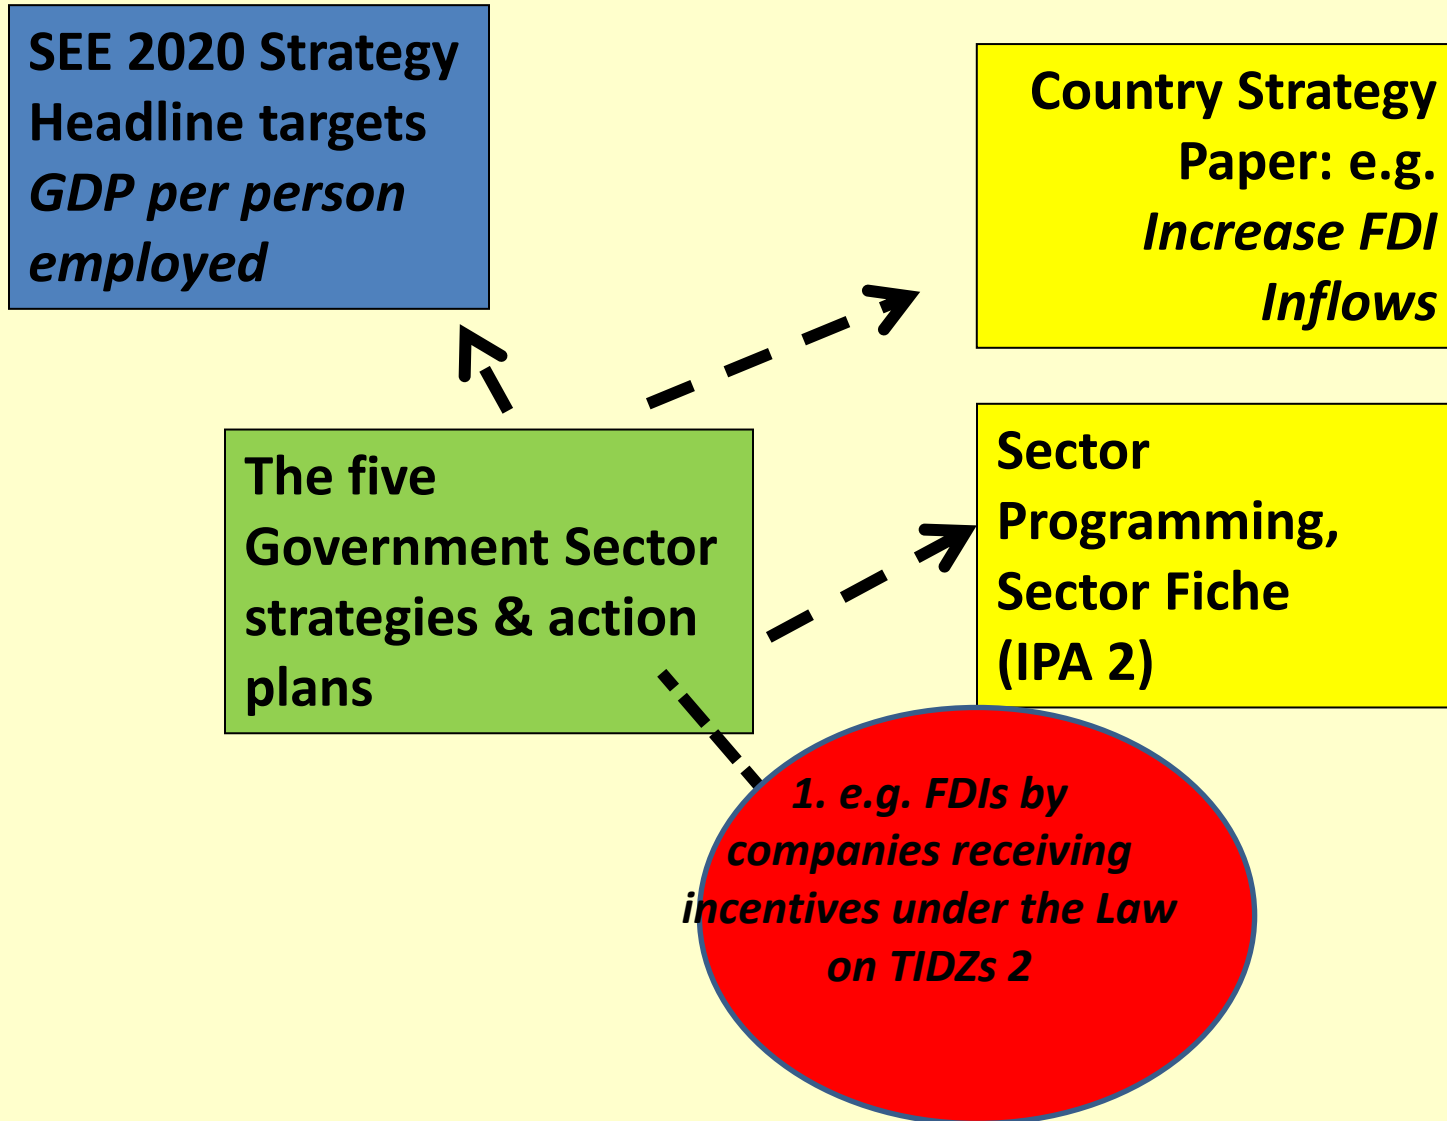 SEE 2020 Strategy
Headline targets
GDP per person
employed
Country Strategy
Paper: e.g.
Increase FDI
Inflows
The five
Government Sector
strategies & action
plans
Sector
Programming,
Sector Fiche
(IPA 2)
1. e.g. FDIs by
companies receiving
incentives under the Law
on TIDZs 2